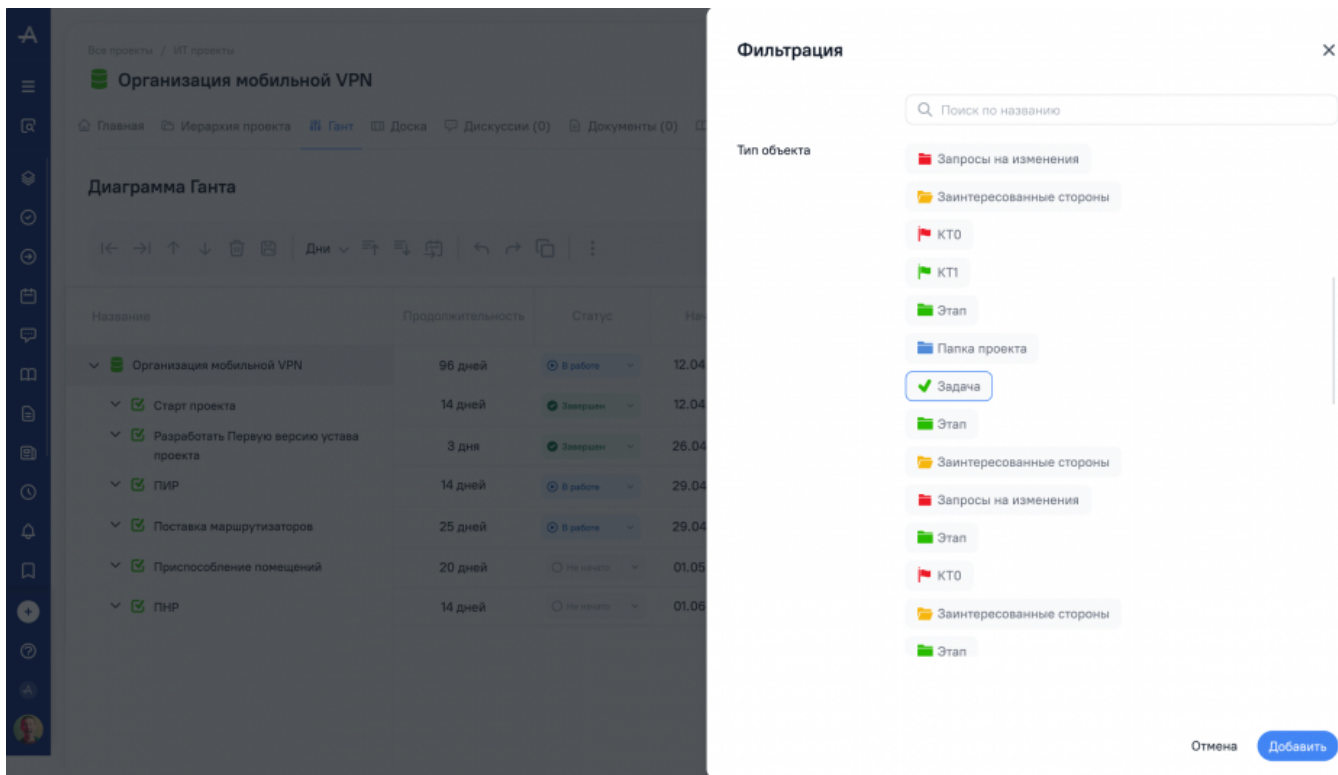 Все проекты / ИТ проекты
Организация мобильной VPN
Главная Иерархия проекта Гант Доска Дискуссии (0) Документы (0)
Диаграмма Ганта
Дни
Название Продолжительность Статус Нач
Организация мобильной VPN 96 дней В работе 12.04
Старт проекта 14 дней Завершен 12.04
Разработать Первую версию устава
проекта 3 дня Завершен 26.04
ПИР 14 дней В работе 29.04
Поставка маршрутизаторов 25 дней В работе 29.04
Приспособление помещений 20 дней Не начато 01.05
ПНР 14 дней Не начато 01.06
Фильтрация
Поиск по названию
Тип объекта
Запросы на изменения
Заинтересованные стороны
КТ0
КТ1
Этап
Папка проекта
Задача
Этап
Заинтересованные стороны
Запросы на изменения
Этап
КТ0
Заинтересованные стороны
Этап
Отмена Добавить